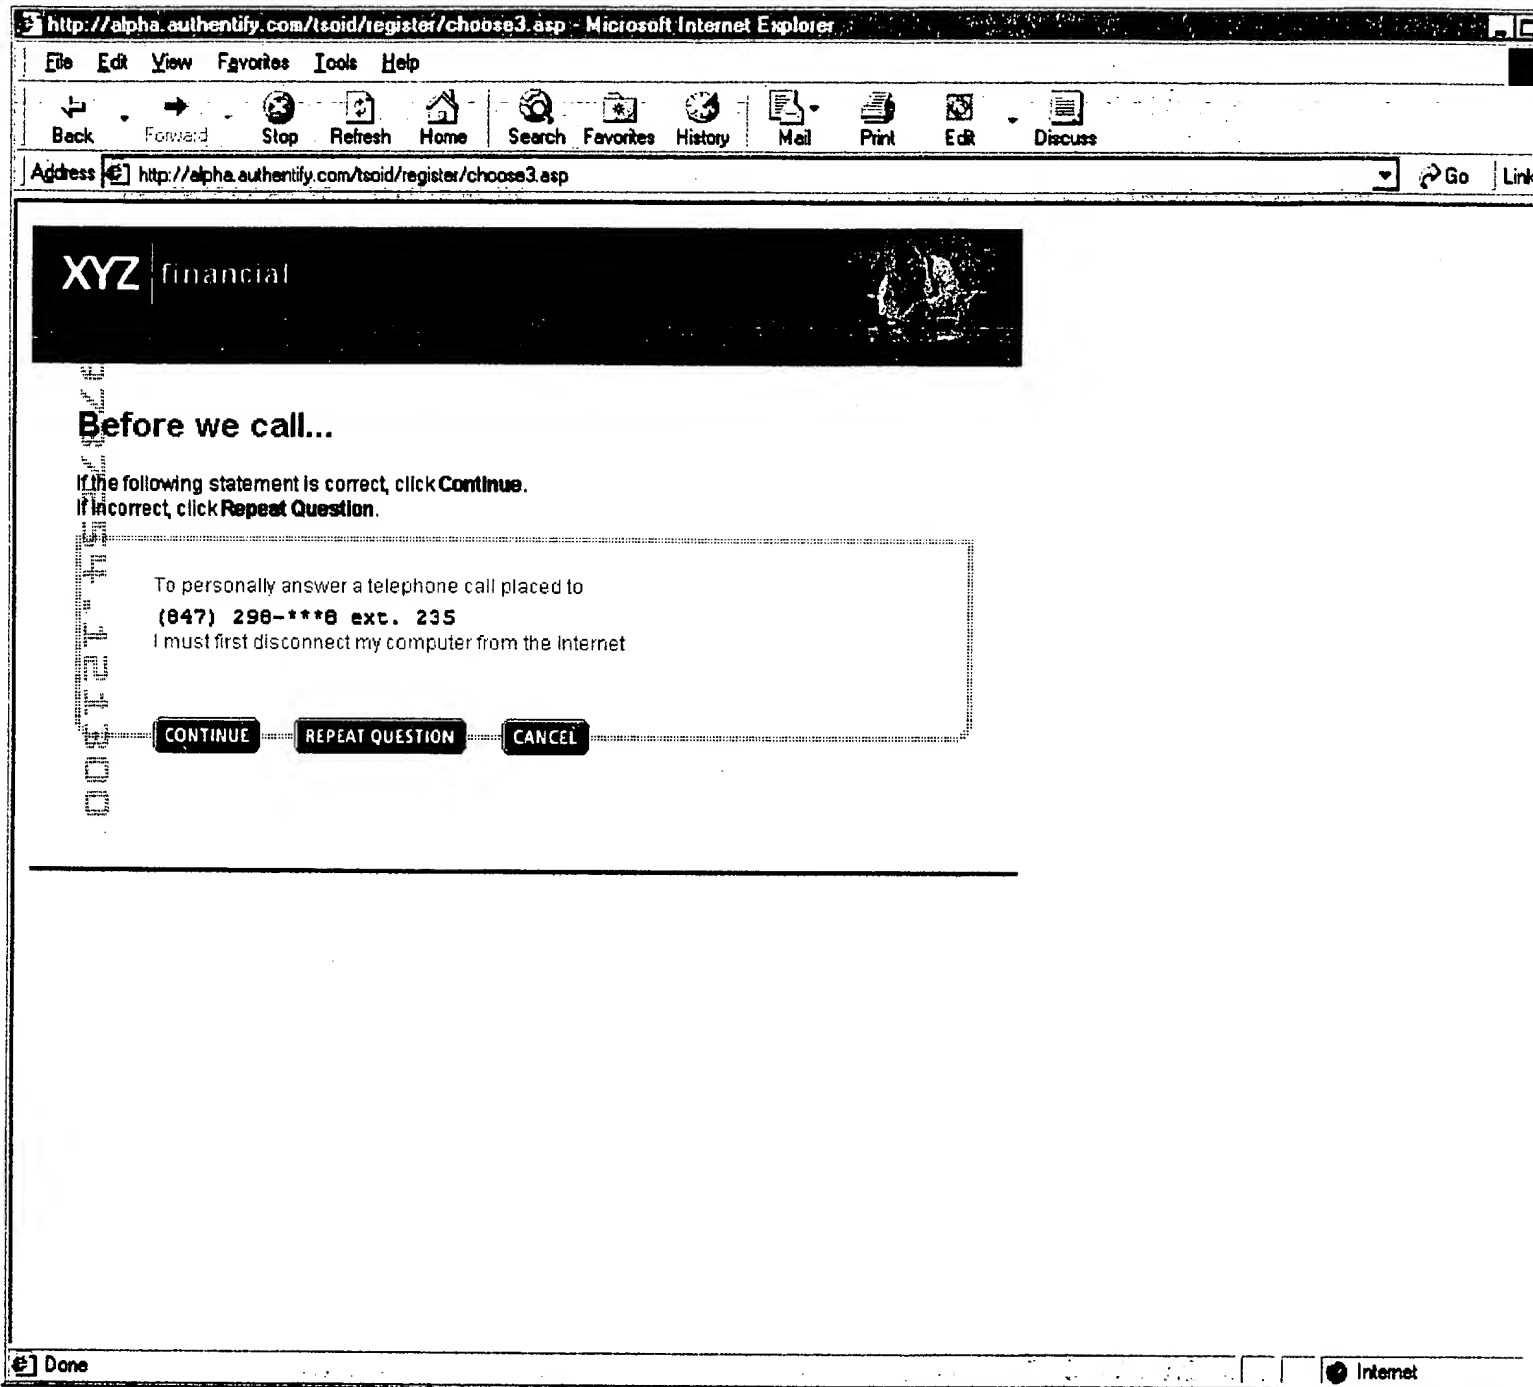 http://alpha.authentify.com/tsoid/register/choose3.asp - Microsoft Internet Explorer
File Edit View Favorites Tools Help
Back Forward Stop Refresh Home Search Favorites History Mail Print Edit Discuss
Address http://alpha.authentify.com/tsoid/register/choose3.asp Go Link
XYZ financial
Before we call...
If the following statement is correct, click Continue.
If incorrect, click Repeat Question.
To personally answer a telephone call placed to
(847) 298-***8 ext. 235
I must first disconnect my computer from the Internet
CONTINUE REPEAT QUESTION CANCEL
Done Internet